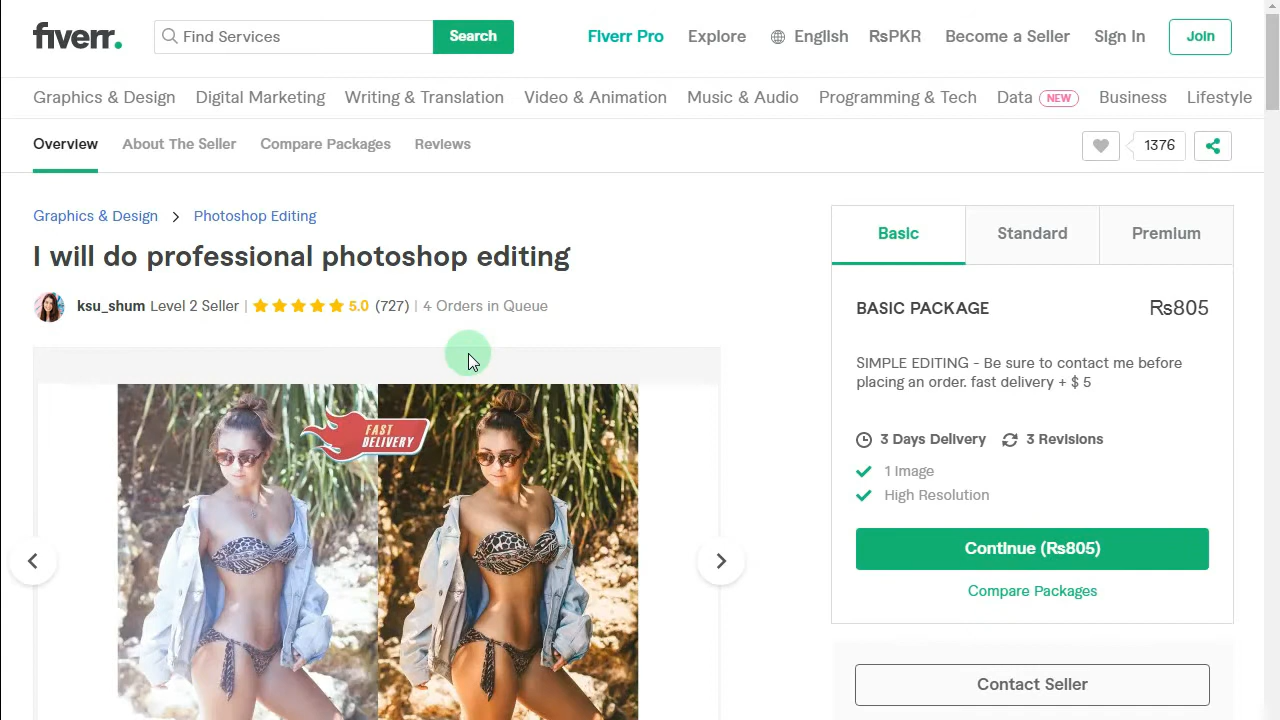 fiverr.
Find Services
Search
Fiverr Pro
Explore
English
RsPKR
Become a Seller
Sign In
Join
Graphics & Design
Digital Marketing
Writing & Translation
Video & Animation
Music & Audio
Programming & Tech
Data NEW
Business
Lifestyle
Overview
About The Seller
Compare Packages
Reviews
1376
Graphics & Design > Photoshop Editing
I will do professional photoshop editing
ksu_shum Level 2 Seller | 5.0 (727) | 4 Orders in Queue
FAST
DELIVERY
Basic
Standard
Premium
BASIC PACKAGE
Rs805
SIMPLE EDITING - Be sure to contact me before
placing an order. fast delivery + $ 5
3 Days Delivery
3 Revisions
1 Image
High Resolution
Continue (Rs805)
Compare Packages
Contact Seller